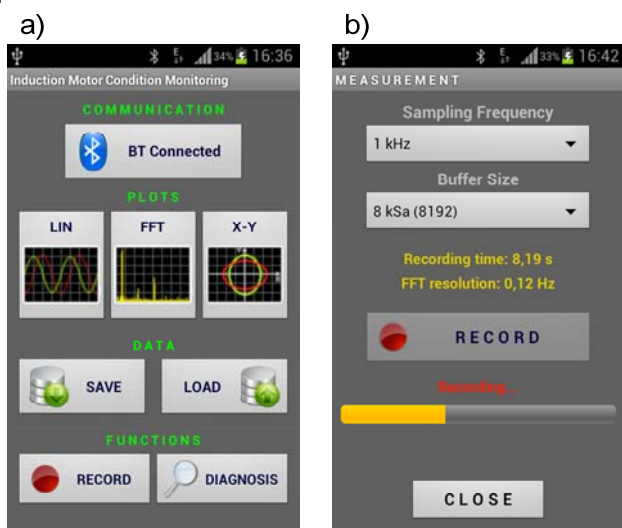 a)
34% 16:36
Induction Motor Condition Monitoring
COMMUNICATION
BT Connected
PLOTS
LIN FFT X-Y
DATA
SAVE LOAD
FUNCTIONS
RECORD DIAGNOSIS
b)
33% 16:42
MEASUREMENT
Sampling Frequency
1 kHz
Buffer Size
8 kSa (8192)
Recording time: 8,19 s
FFT resolution: 0,12 Hz
RECORD
Recording...
CLOSE